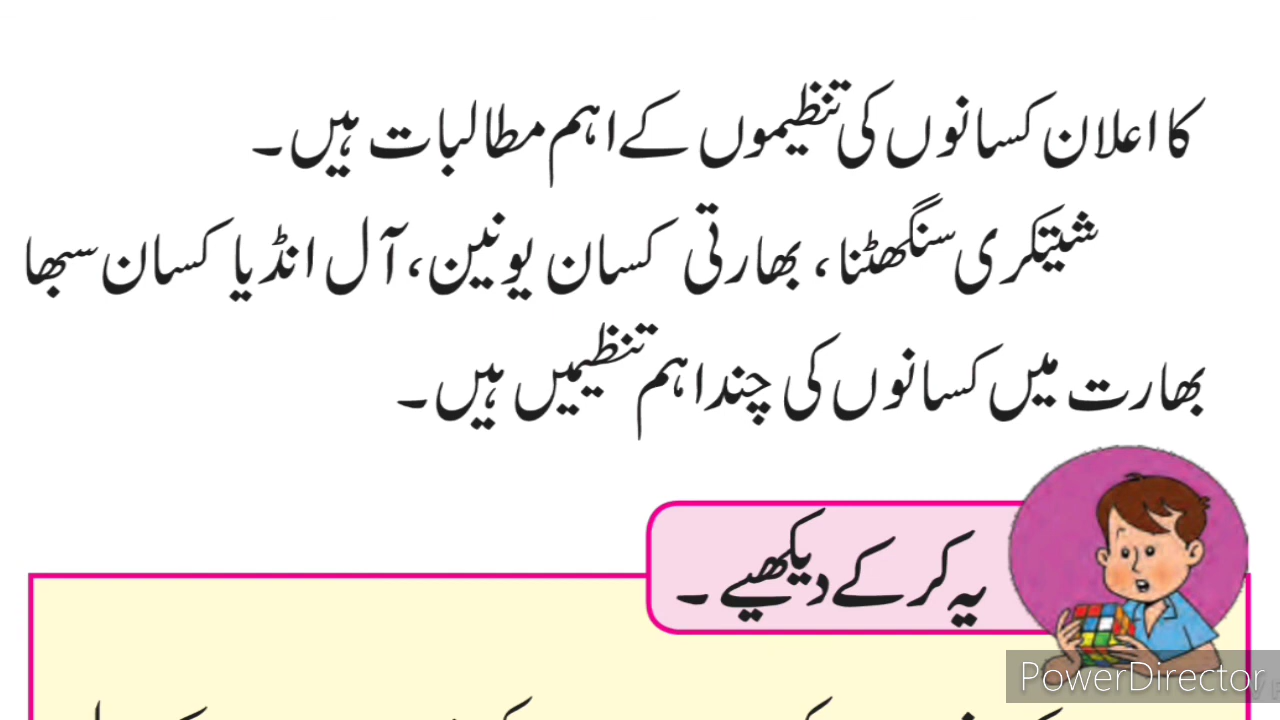 کا اعلان کسانوں کی تنظیموں کے اہم مطالبات ہیں۔
شیتکری سنگھٹنا، بھارتی کسان یونین، آل انڈیا کسان سبھا
بھارت میں کسانوں کی چند اہم تنظیمیں ہیں۔
یہ کر کے دیکھیے ۔
PowerDirector